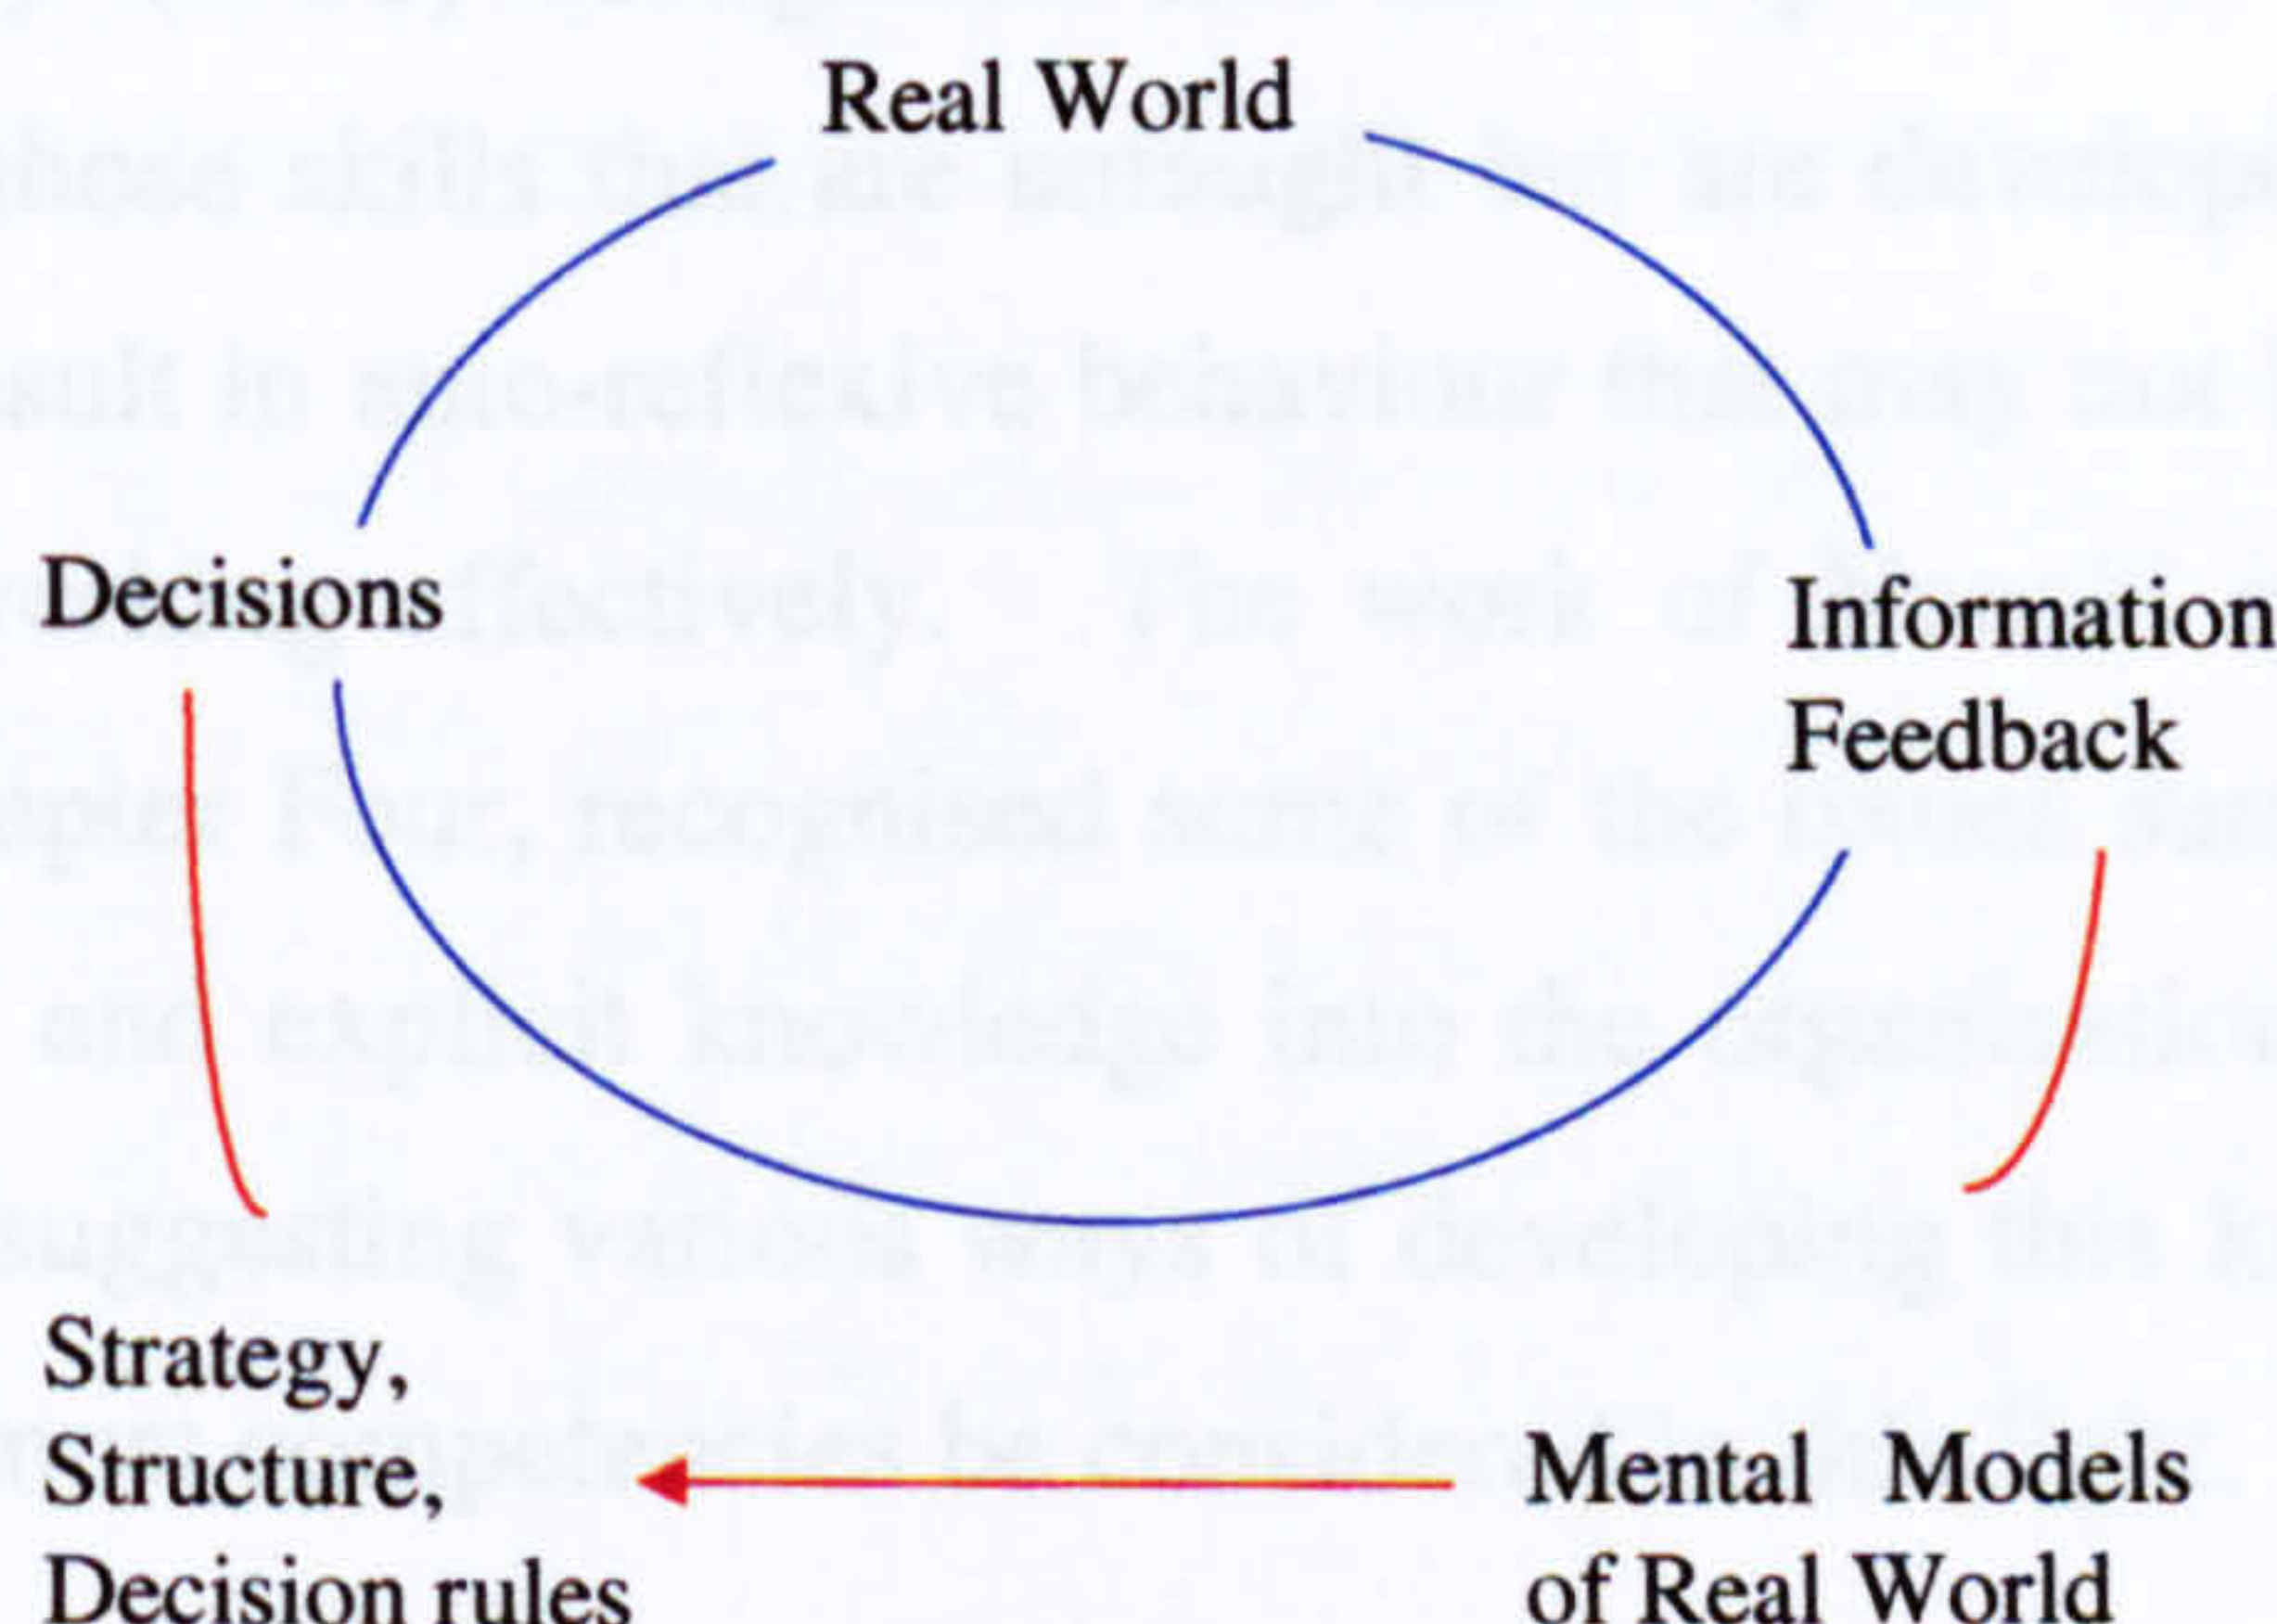 Real World
Decisions
Information
Feedback
Strategy,
Structure,
Decision rules
Mental Models
of Real World